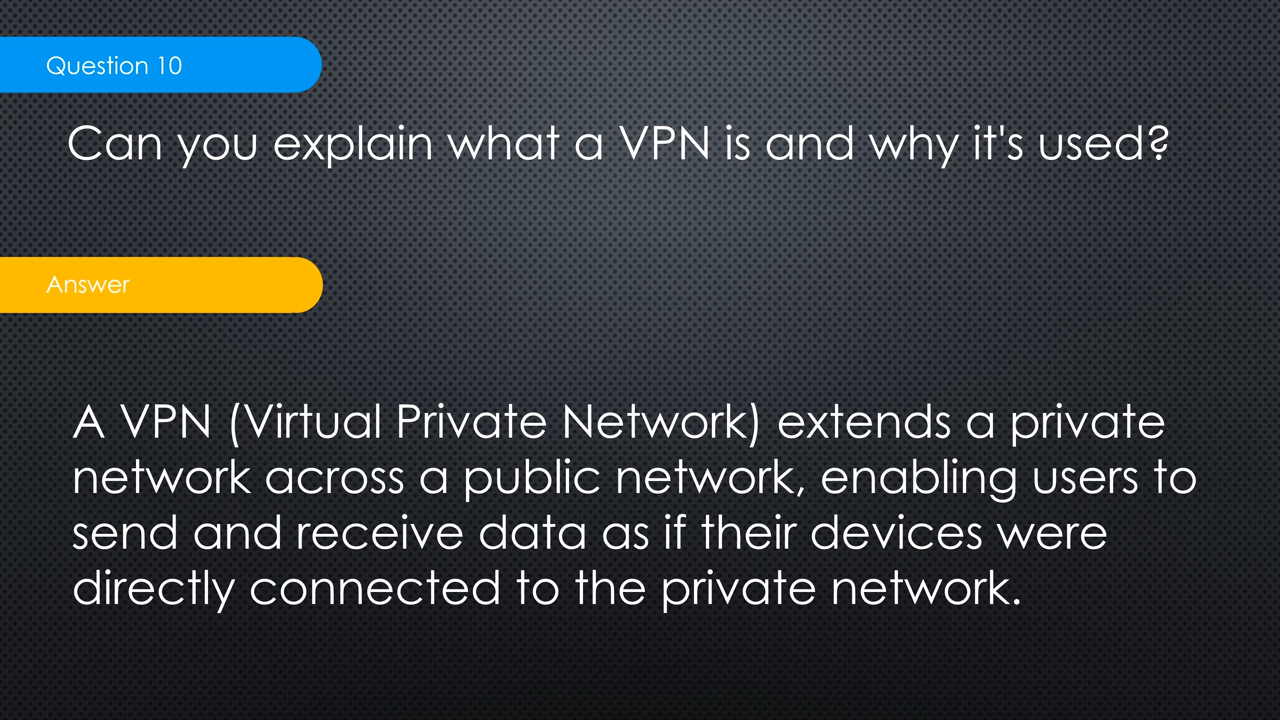 Question 10
Can you explain what a VPN is and why it's used?
Answer
A VPN (Virtual Private Network) extends a private
network across a public network, enabling users to
send and receive data as if their devices were
directly connected to the private network.